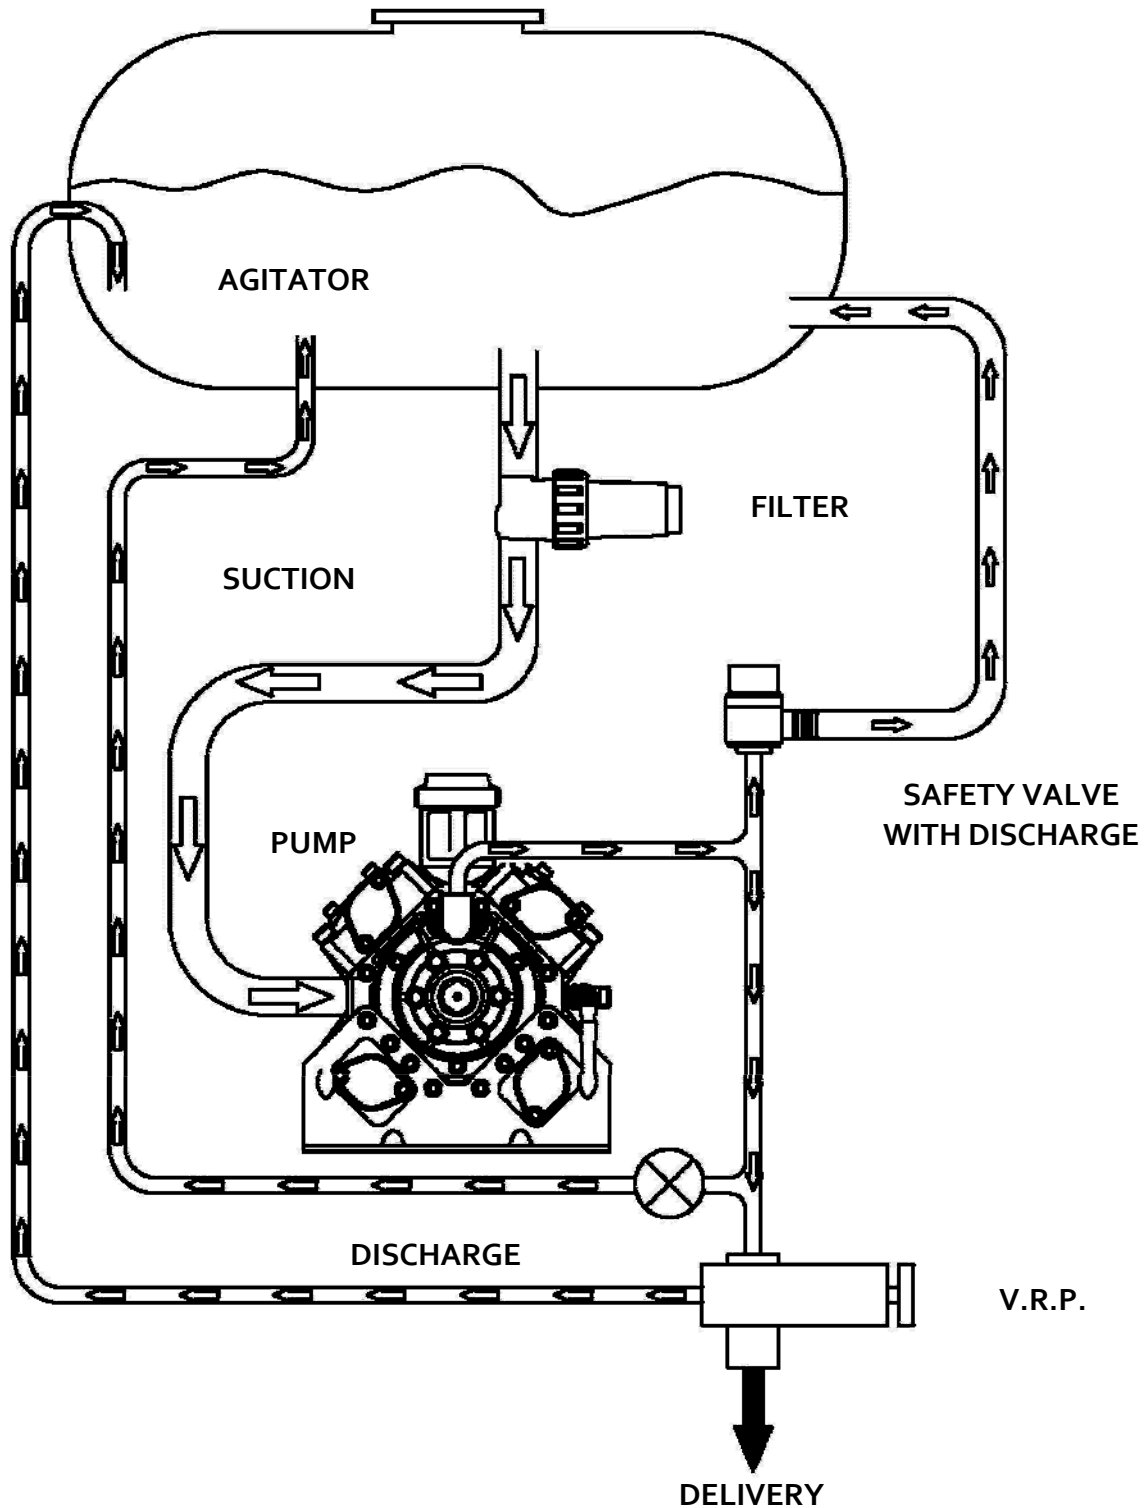 AGITATOR
FILTER
SUCTION
SAFETY VALVE
WITH DISCHARGE
PUMP
DISCHARGE
V.R.P.
DELIVERY